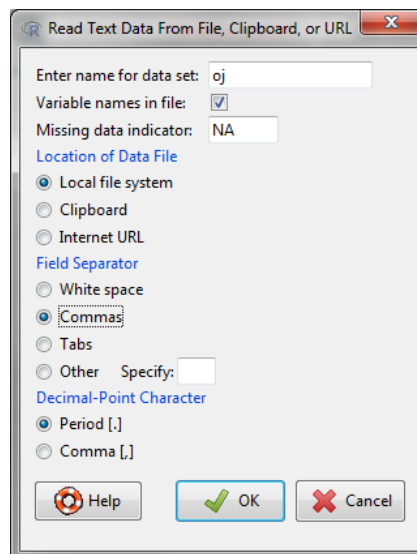 Read Text Data From File, Clipboard, or URL
Enter name for data set: oj
Variable names in file:
Missing data indicator: NA
Location of Data File
Local file system
Clipboard
Internet URL
Field Separator
White space
Commas
Tabs
Other Specify:
Decimal-Point Character
Period [.]
Comma [,]
Help OK Cancel